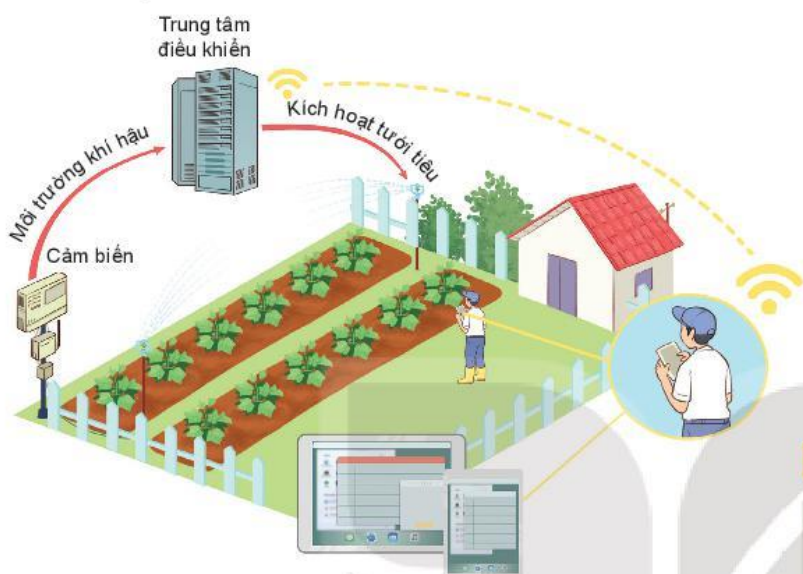 Trung tâm
điều khiển
Môi trường khí hậu
Kích hoạt tưới tiêu
Cảm biến